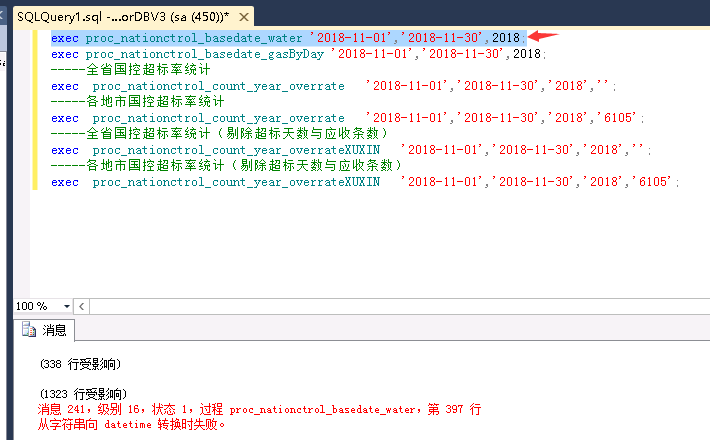 SQLQuery1.sql -...orDBV3 (sa (450))*
exec proc_nationctrol_basedate_water '2018-11-01','2018-11-30',2018;
exec proc_nationctrol_basedate_gasByDay '2018-11-01','2018-11-30',2018;
-----全省国控超标率统计
exec  proc_nationctrol_count_year_overrate   '2018-11-01','2018-11-30','2018','';
-----各地市国控超标率统计
exec  proc_nationctrol_count_year_overrate   '2018-11-01','2018-11-30','2018','6105';
-----全省国控超标率统计（剔除超标天数与应收条数）
exec  proc_nationctrol_count_year_overrateXUXIN   '2018-11-01','2018-11-30','2018','';
-----各地市国控超标率统计（剔除超标天数与应收条数）
exec  proc_nationctrol_count_year_overrateXUXIN   '2018-11-01','2018-11-30','2018','6105';
100 %
消息
(338 行受影响)
(1323 行受影响)
消息 241，级别 16，状态 1，过程 proc_nationctrol_basedate_water，第 397 行
从字符串向 datetime 转换时失败。